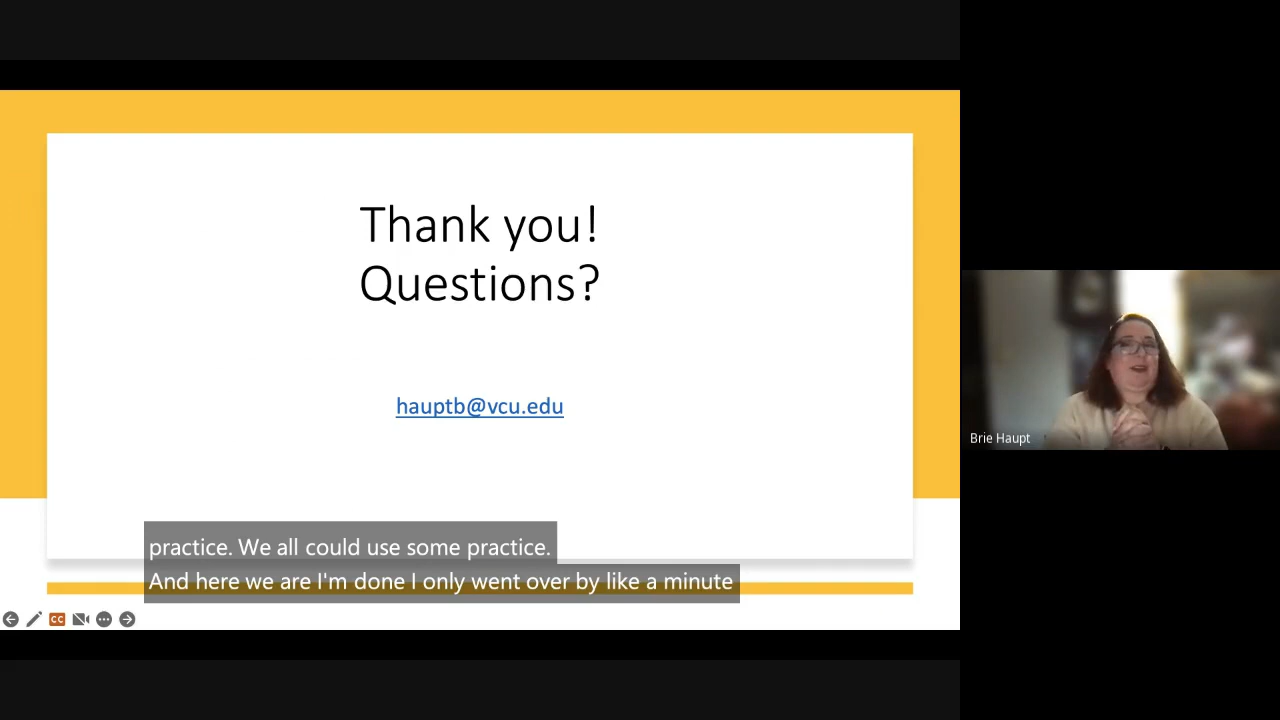 Thank you!
Questions?
hauptb@vcu.edu
Brie Haupt
practice. We all could use some practice.
And here we are I'm done I only went over by like a minute
CC